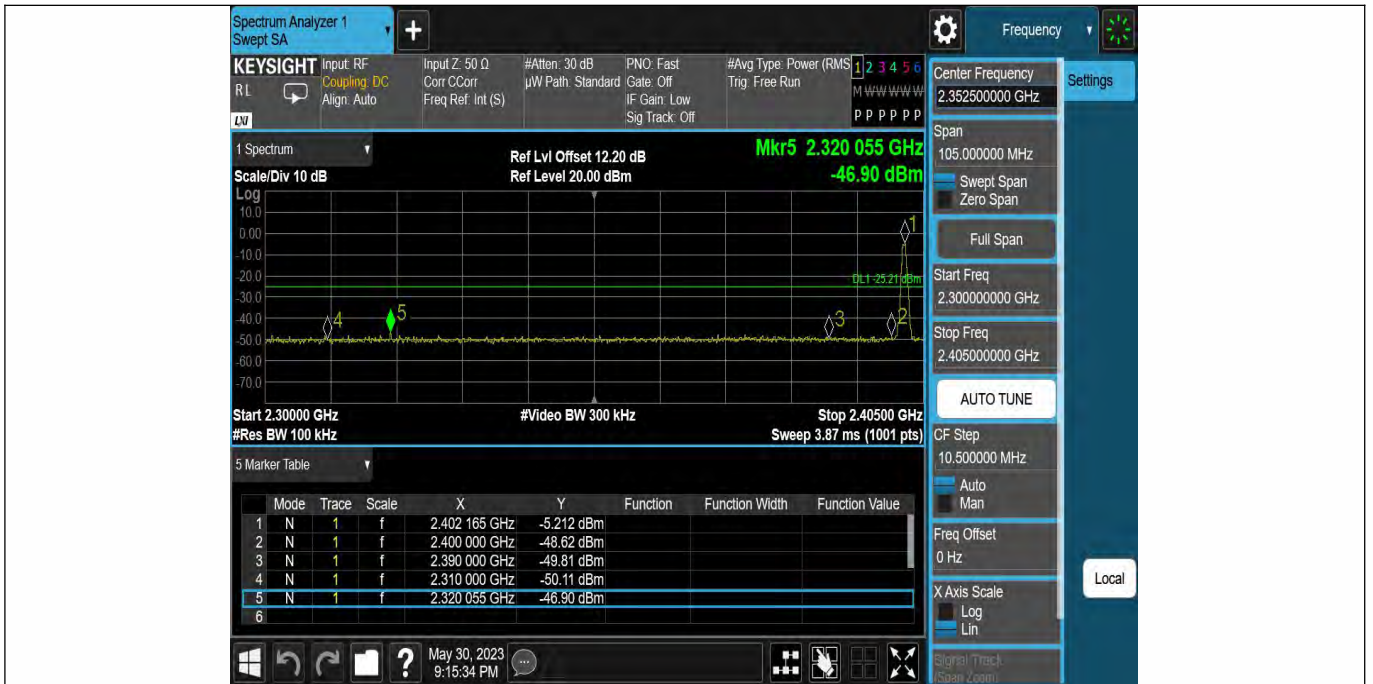 Spectrum Analyzer 1
Swept SA
+
Frequency
KEYSIGHT
RL
LXI
Input: RF
Coupling: DC
Align: Auto
Input Z: 50 Ω
Corr CCorr
Freq Ref: Int (S)
#Atten: 30 dB
µW Path: Standard
PNO: Fast
Gate: Off
IF Gain: Low
Sig Track: Off
#Avg Type: Power (RMS
Trig: Free Run
1 2 3 4 5 6
M W W W W W
P P P P P P
Center Frequency
2.352500000 GHz
Settings
Span
105.000000 MHz
Swept Span
Zero Span
Full Span
Start Freq
2.300000000 GHz
Stop Freq
2.405000000 GHz
AUTO TUNE
CF Step
10.500000 MHz
Auto
Man
Freq Offset
0 Hz
X Axis Scale
Log
Lin
Signal Track
(Span Zoom)
Local
1 Spectrum
Scale/Div 10 dB
Ref Lvl Offset 12.20 dB
Ref Level 20.00 dBm
Mkr5 2.320 055 GHz
-46.90 dBm
Log
10.0
0.00
-10.0
-20.0
-30.0
-40.0
-50.0
-60.0
-70.0
1
DL1 -25.21 dBm
4
5
3
2
Start 2.30000 GHz
#Video BW 300 kHz
Stop 2.40500 GHz
#Res BW 100 kHz
Sweep 3.87 ms (1001 pts)
5 Marker Table
Mode Trace Scale X Y Function Function Width Function Value
1 N 1 f 2.402 165 GHz -5.212 dBm
2 N 1 f 2.400 000 GHz -48.62 dBm
3 N 1 f 2.390 000 GHz -49.81 dBm
4 N 1 f 2.310 000 GHz -50.11 dBm
5 N 1 f 2.320 055 GHz -46.90 dBm
6
?
May 30, 2023
9:15:34 PM